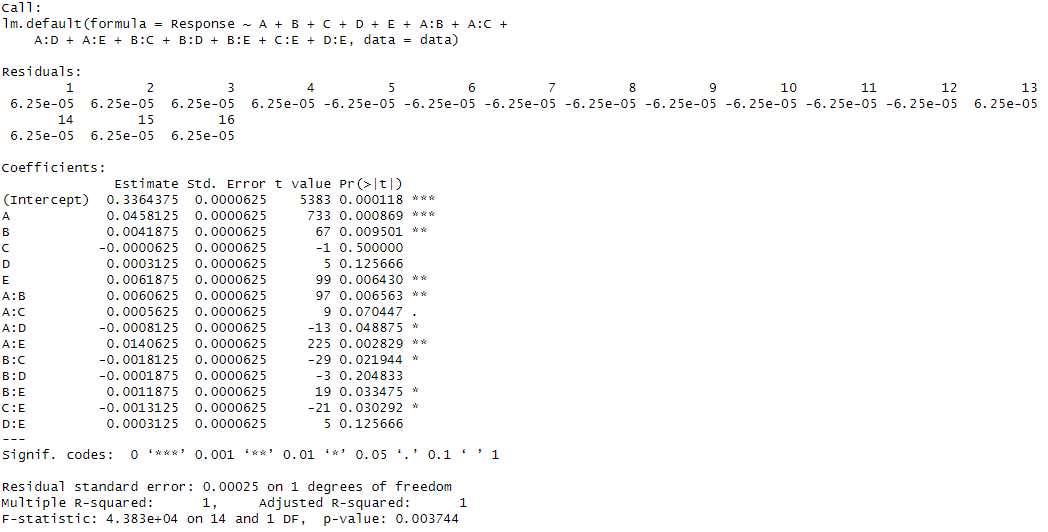 Call:
lm.default(formula = Response ~ A + B + C + D + E + A:B + A:C +
    A:D + A:E + B:C + B:D + B:E + C:E + D:E, data = data)

Residuals:
        1         2         3         4         5         6         7         8         9        10        11        12        13
 6.25e-05  6.25e-05  6.25e-05  6.25e-05 -6.25e-05 -6.25e-05 -6.25e-05 -6.25e-05 -6.25e-05 -6.25e-05 -6.25e-05 -6.25e-05  6.25e-05
       14        15        16
 6.25e-05  6.25e-05  6.25e-05

Coefficients:
              Estimate Std. Error t value Pr(>|t|)
(Intercept)  0.3364375  0.0000625    5383 0.000118 ***
A            0.0458125  0.0000625     733 0.000869 ***
B            0.0041875  0.0000625      67 0.009501 **
C           -0.0000625  0.0000625      -1 0.500000
D            0.0003125  0.0000625       5 0.125666
E            0.0061875  0.0000625      99 0.006430 **
A:B          0.0060625  0.0000625      97 0.006563 **
A:C          0.0005625  0.0000625       9 0.070447 .
A:D         -0.0008125  0.0000625     -13 0.048875 *
A:E          0.0140625  0.0000625     225 0.002829 **
B:C         -0.0018125  0.0000625     -29 0.021944 *
B:D         -0.0001875  0.0000625      -3 0.204833
B:E          0.0011875  0.0000625      19 0.033475 *
C:E         -0.0013125  0.0000625     -21 0.030292 *
D:E          0.0003125  0.0000625       5 0.125666
---
Signif. codes:  0 ‘***’ 0.001 ‘**’ 0.01 ‘*’ 0.05 ‘.’ 0.1 ‘ ’ 1

Residual standard error: 0.00025 on 1 degrees of freedom
Multiple R-squared:      1,     Adjusted R-squared:      1
F-statistic: 4.383e+04 on 14 and 1 DF,  p-value: 0.003744